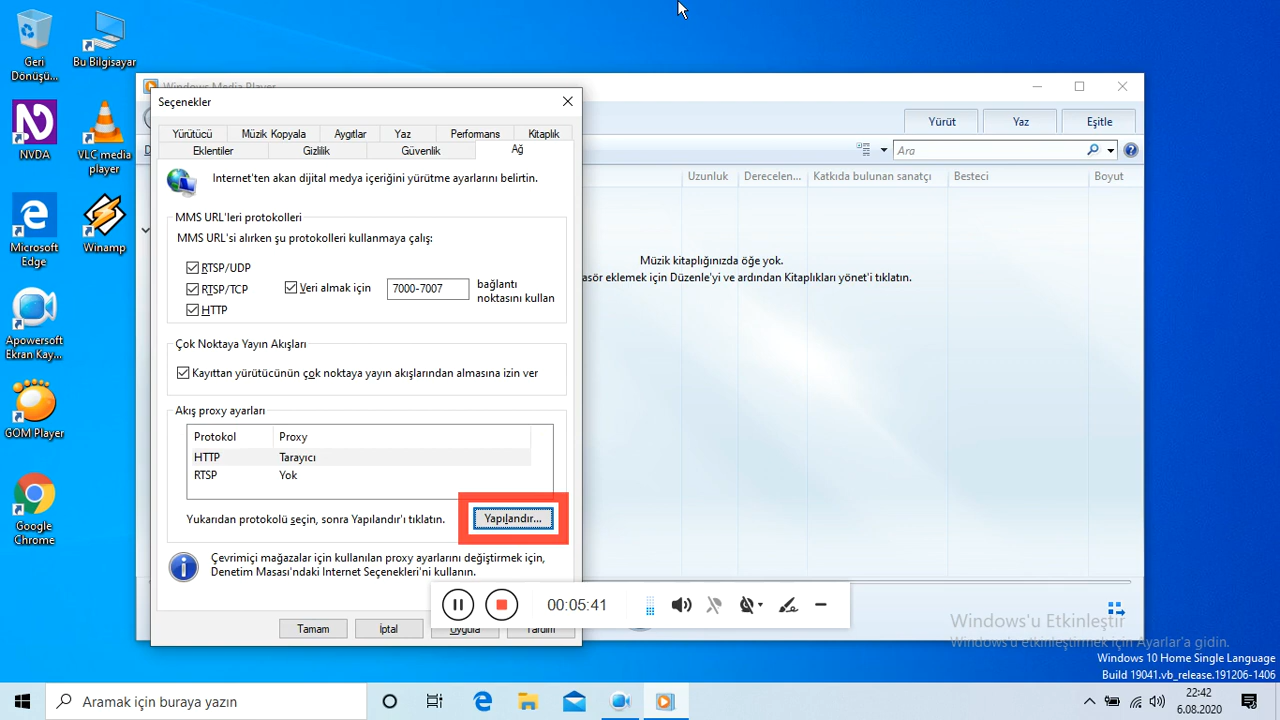 Geri
Dönüşü...
Bu Bilgisayar
NVDA
VLC media
player
Microsoft
Edge
Winamp
Apowersoft
Ekran Kay...
GOM Player
Google
Chrome
Windows Media Player
Seçenekler
Yürütücü
Müzik Kopyala
Aygıtlar
Yaz
Performans
Kitaplık
Eklentiler
Gizlilik
Güvenlik
Ağ
Internet'ten akan dijital medya içeriğini yürütme ayarlarını belirtin.
MMS URL'leri protokolleri
MMS URL'si alırken şu protokolleri kullanmaya çalış:
RTSP/UDP
RTSP/TCP
HTTP
Veri almak için
7000-7007
bağlantı
noktasını kullan
Çok Noktaya Yayın Akışları
Kayıttan yürütücünün çok noktaya yayın akışlarından almasına izin ver
Akış proxy ayarları
Protokol Proxy
HTTP Tarayıcı
RTSP Yok
Yukarıdan protokolü seçin, sonra Yapılandır'ı tıklatın.
Yapılandır...
Çevrimiçi mağazalar için kullanılan proxy ayarlarını değiştirmek için,
Denetim Masası'ndaki Internet Seçenekleri'ni kullanın.
Tamam
İptal
Uygula
Yardım
00:05:41
Yürüt
Yaz
Eşitle
Ara
Uzunluk
Derecelen...
Katkıda bulunan sanatçı
Besteci
Boyut
Müzik kitaplığınızda öğe yok.
asör eklemek için Düzenle'yi ve ardından Kitaplıkları yönet'i tıklatın.
Windows'u Etkinleştir
Windows'u etkinleştirmek için Ayarlar'a gidin.
Windows 10 Home Single Language
Build 19041.vb_release.191206-1406
Aramak için buraya yazın
22:42
6.08.2020